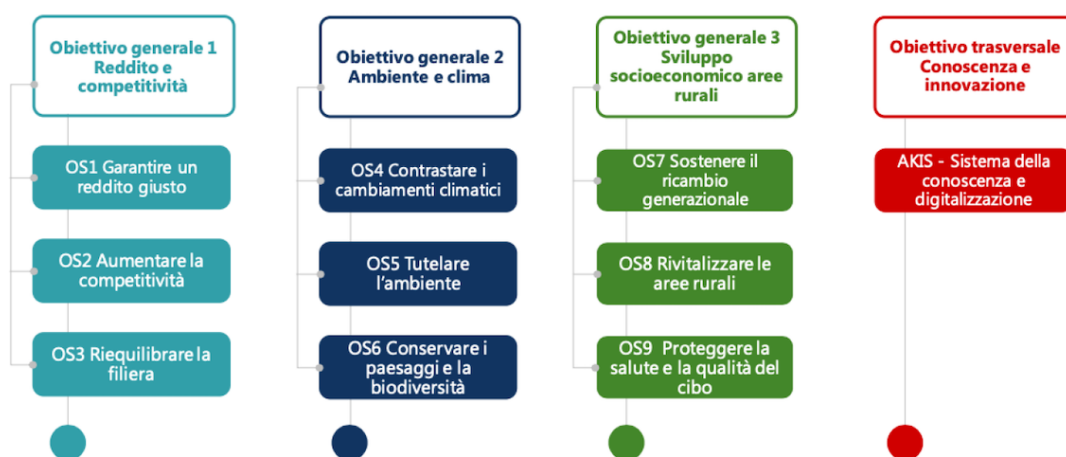 Obiettivo generale 1
Reddito e
competitività
OS1 Garantire un
reddito giusto
OS2 Aumentare la
competitività
OS3 Riequilibrare la
filiera
Obiettivo generale 2
Ambiente e clima
OS4 Contrastare i
cambiamenti climatici
OS5 Tutelare
l'ambiente
OS6 Conservare i
paesaggi e la
biodiversità
Obiettivo generale 3
Sviluppo
socioeconomico aree
rurali
OS7 Sostenere il
ricambio
generazionale
OS8 Rivitalizzare le
aree rurali
OS9 Proteggere la
salute e la qualità del
cibo
Obiettivo trasversale
Conoscenza e
innovazione
AKIS - Sistema della
conoscenza e
digitalizzazione